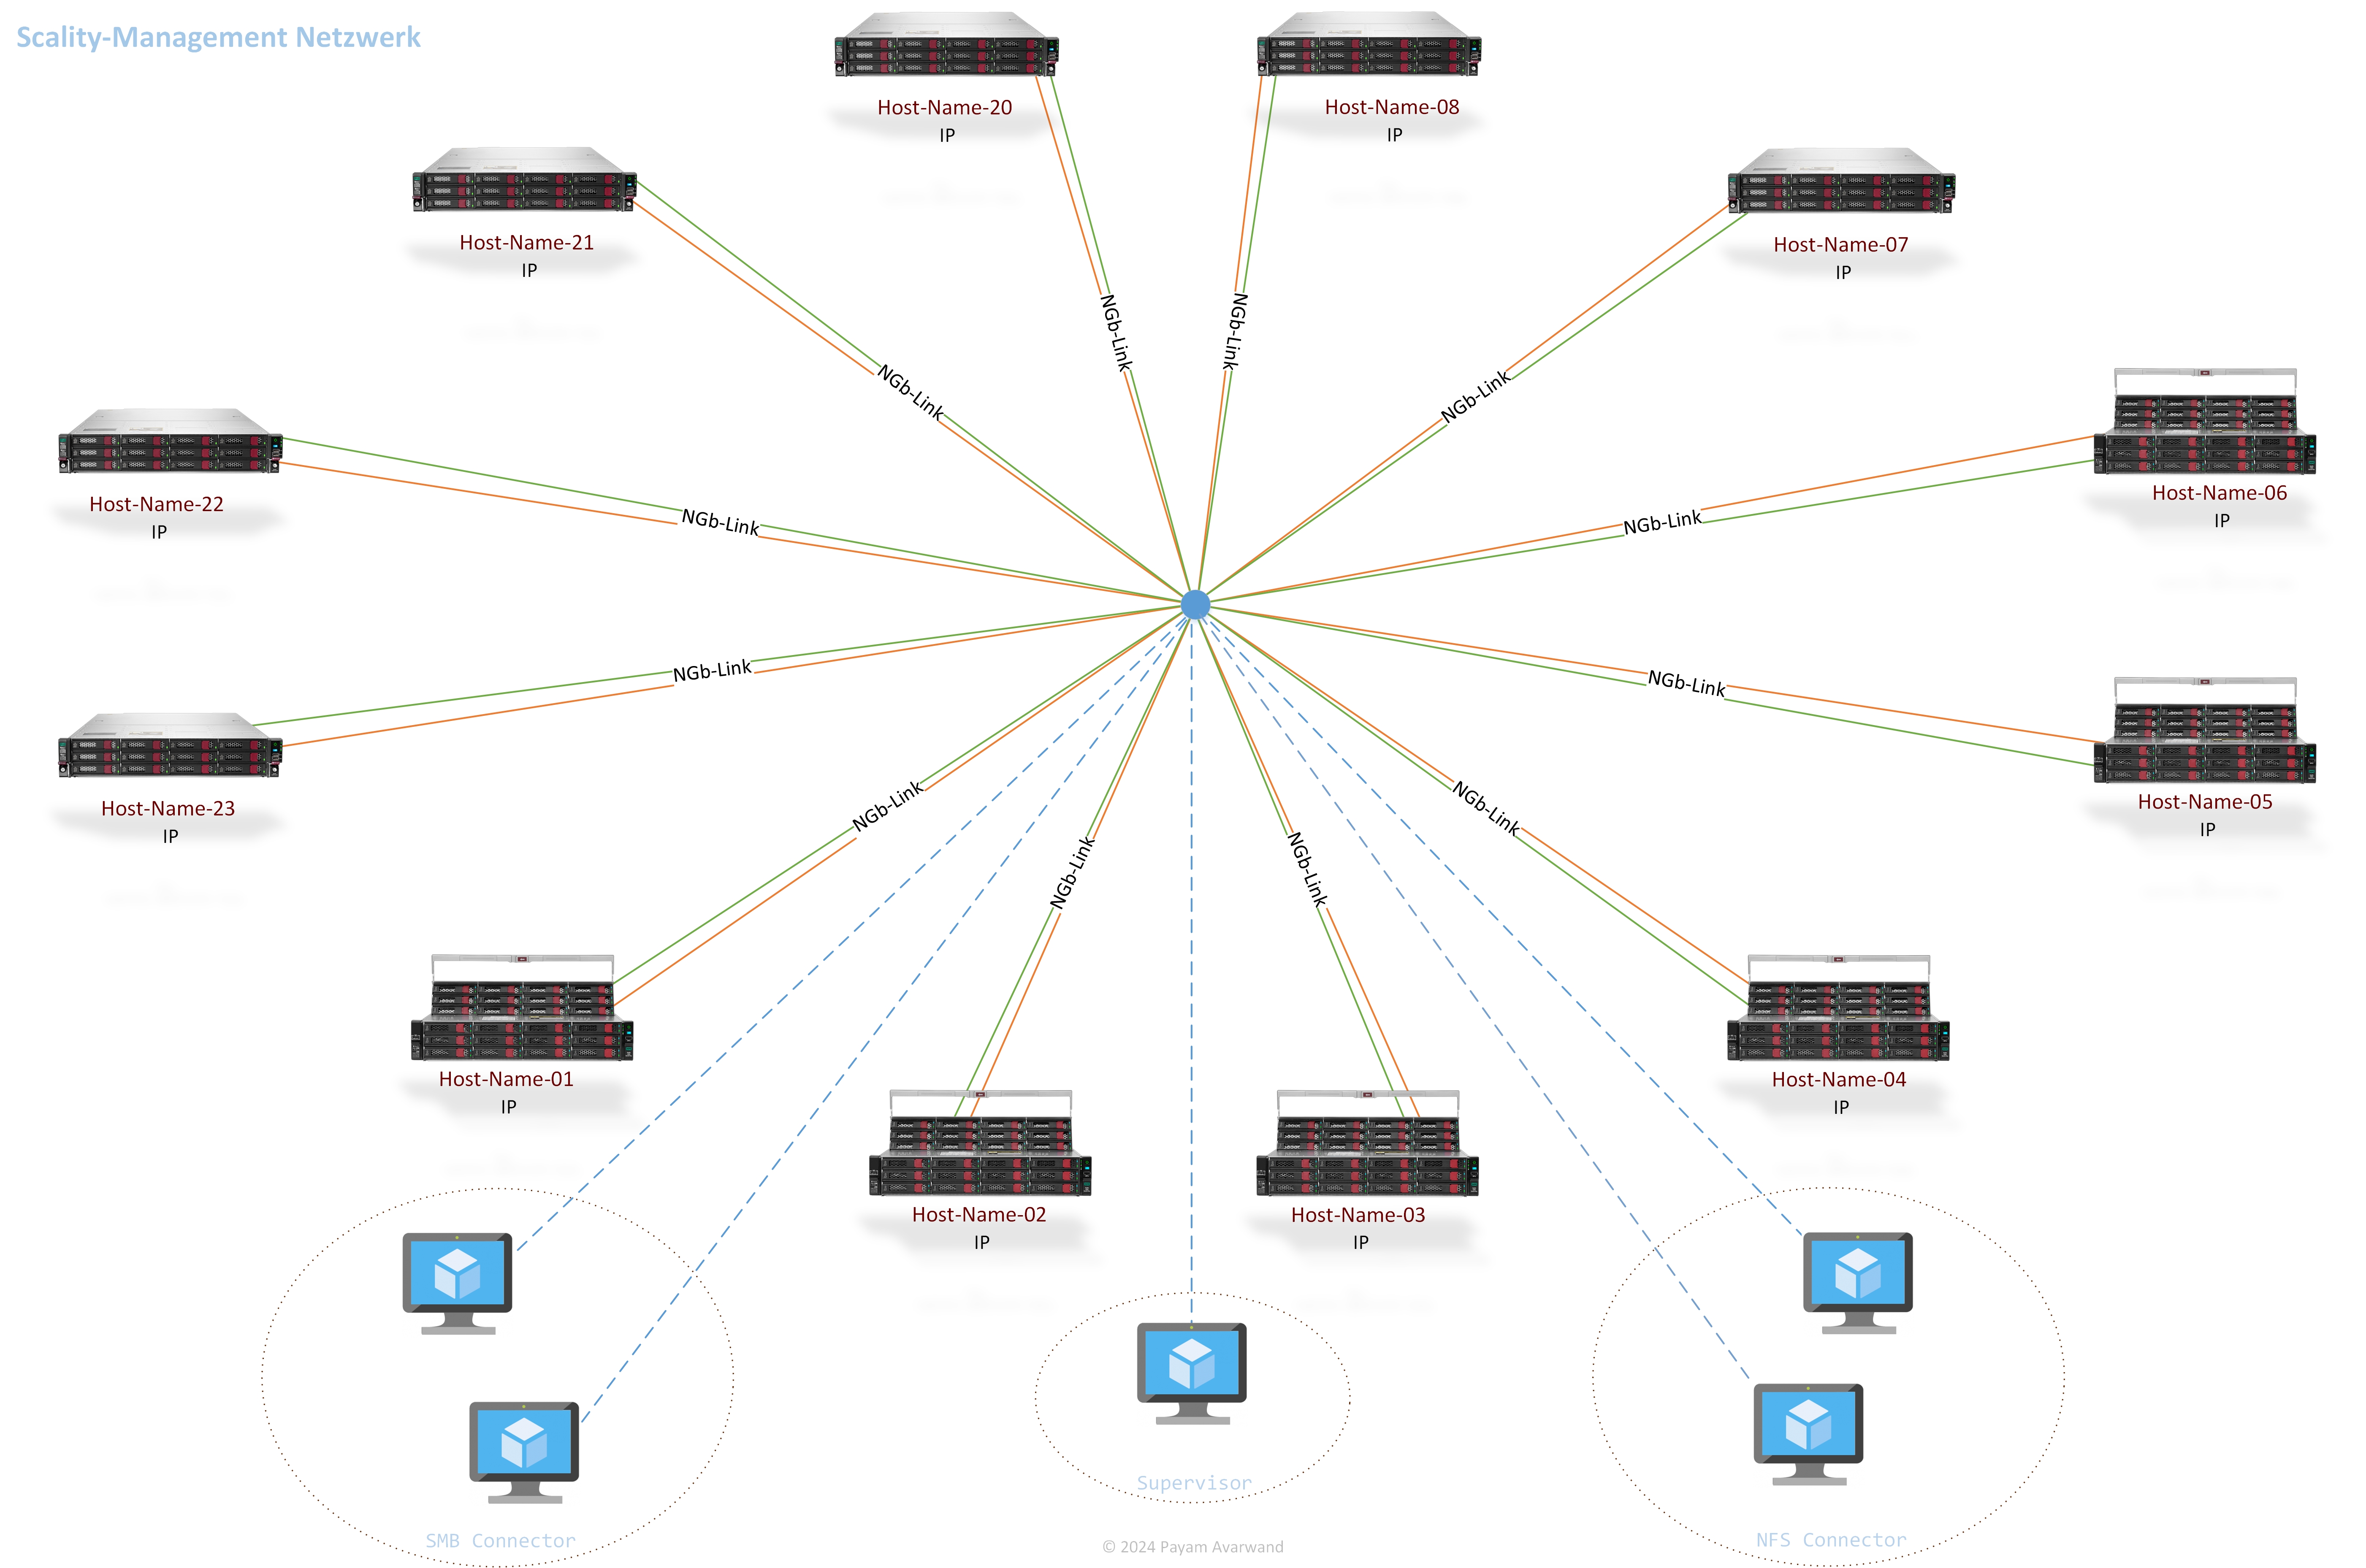 Scality-Management Netzwerk
Host-Name-20
IP
Host-Name-08
IP
Host-Name-21
IP
Host-Name-07
IP
NGb-Link
NGb-Link
NGb-Link
NGb-Link
Host-Name-22
IP
Host-Name-06
IP
NGb-Link
NGb-Link
NGb-Link
NGb-Link
Host-Name-23
IP
Host-Name-05
IP
NGb-Link
NGb-Link
NGb-Link
NGb-Link
Host-Name-01
IP
Host-Name-04
IP
Host-Name-02
IP
Host-Name-03
IP
Supervisor
SMB Connector
NFS Connector
© 2024 Payam Avarwand